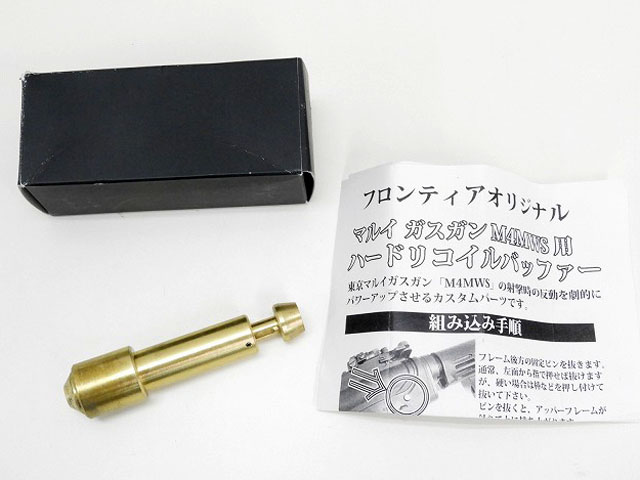 フロンティアオリジナル
マルイ ガスガン M4MWS 用
ハードリコイルバッファー
東京マルイガスガン「M4MWS」の射撃時の反動を劇的に
パワーアップさせるカスタムパーツです。
組み込み手順
フレーム後方の固定ピンを抜きます。
通常、左面から指で押せば抜けます
が、硬い場合は棒などを押し付けて
抜いて下さい。
ピンを抜くと、アッパーフレームが